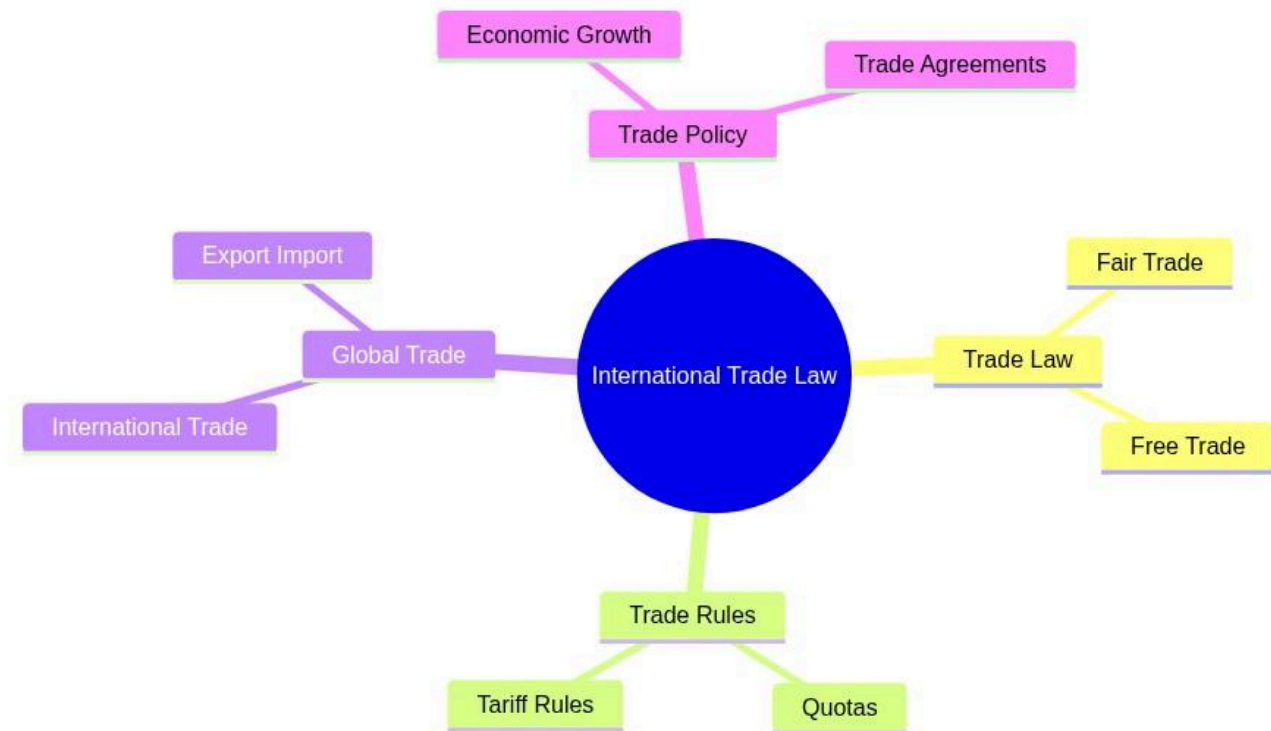 Economic Growth
Trade Agreements
Trade Policy
Export Import
Fair Trade
Global Trade
Trade Law
International Trade Law
International Trade
Free Trade
Trade Rules
Tariff Rules
Quotas